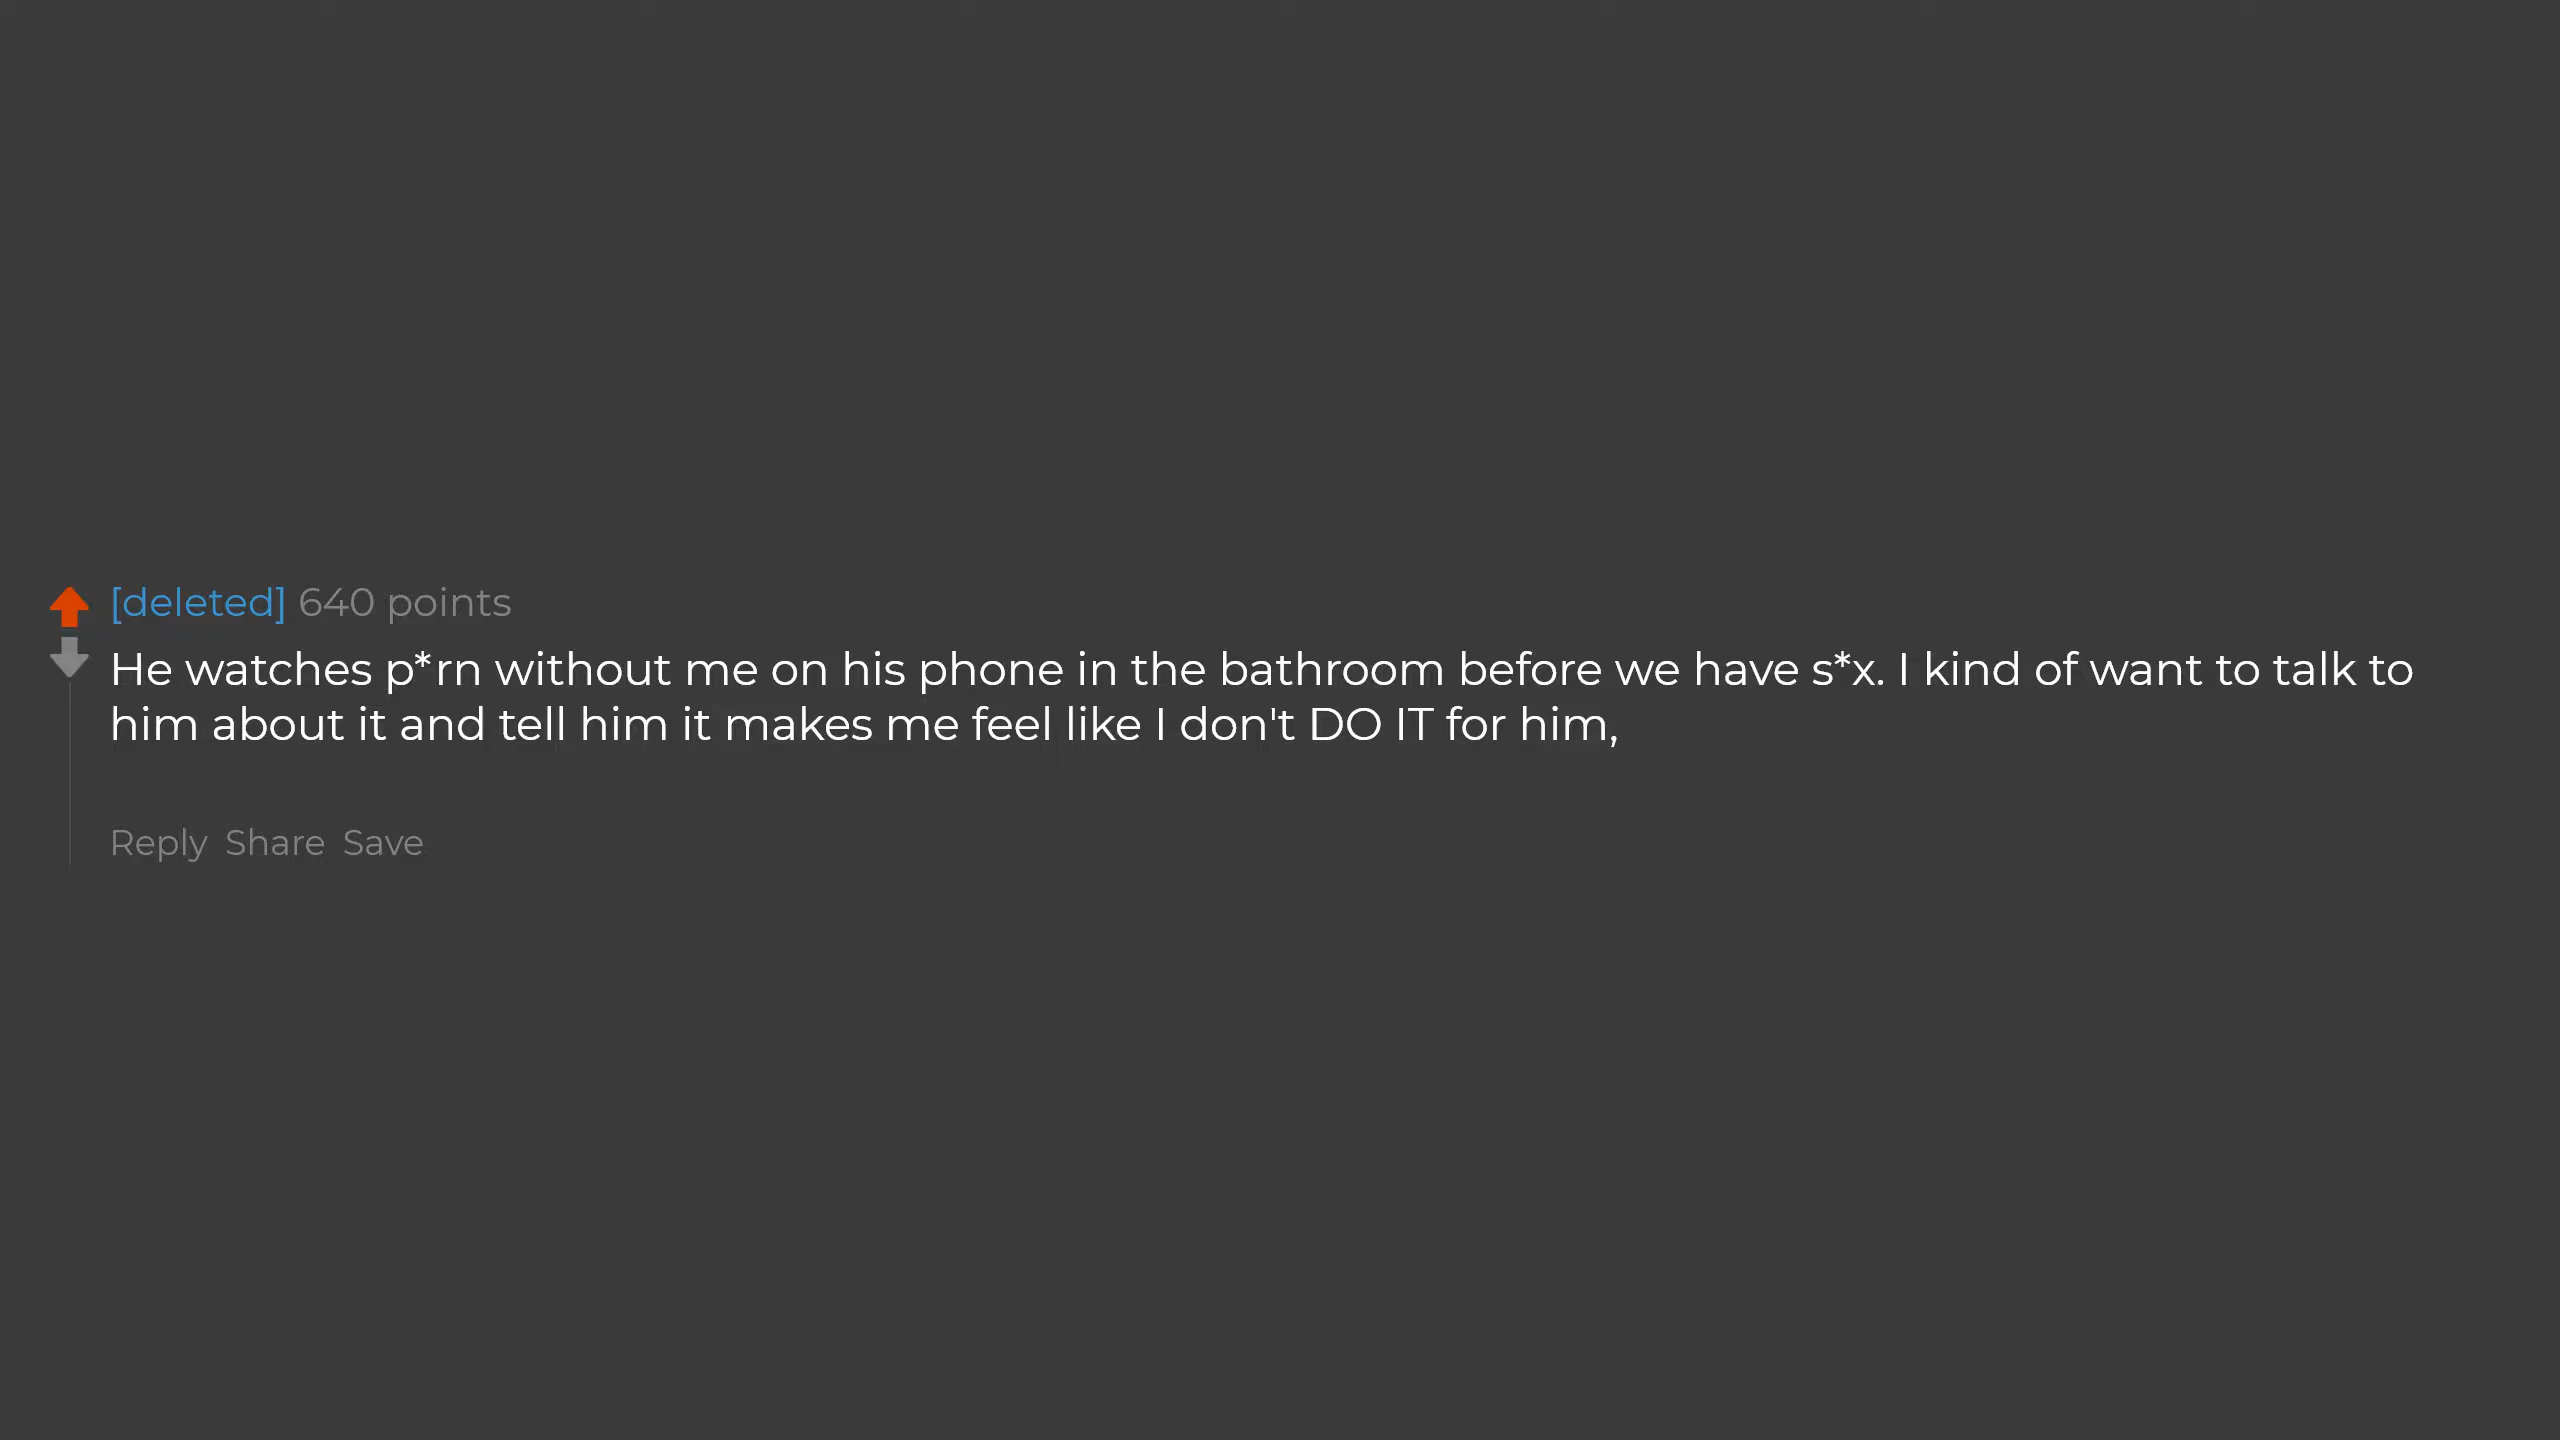 [deleted] 640 points
He watches p*rn without me on his phone in the bathroom before we have s*x. I kind of want to talk to
him about it and tell him it makes me feel like I don't DO IT for him,
Reply Share Save